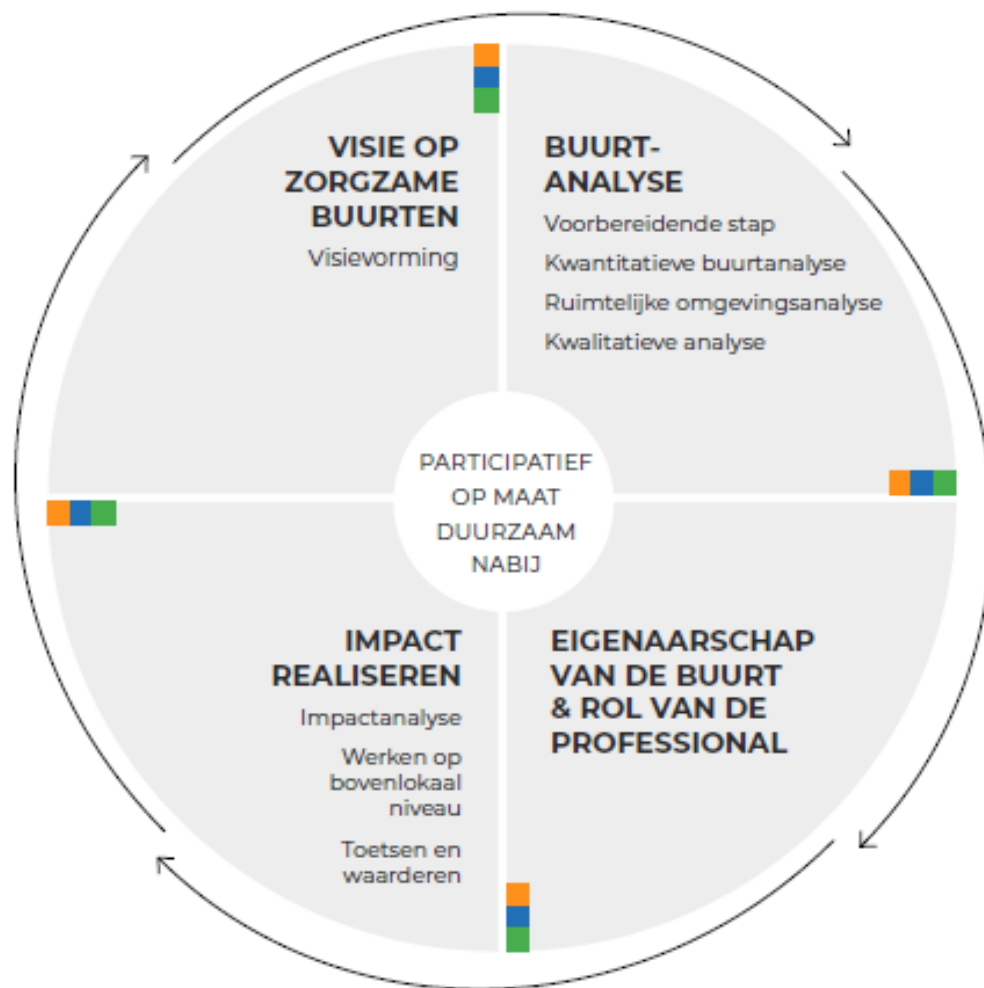 VISIE OP
ZORGZAME
BUURTEN
Visievorming
BUURT-
ANALYSE
Voorbereidende stap
Kwantitatieve buurtanalyse
Ruimtelijke omgevingsanalyse
Kwalitatieve analyse
PARTICIPATIEF
OP MAAT
DUURZAAM
NABIJ
IMPACT
REALISEREN
Impactanalyse
Werken op
bovenlokaal
niveau
Toetsen en
waarderen
EIGENAARSCHAP
VAN DE BUURT
& ROL VAN DE
PROFESSIONAL